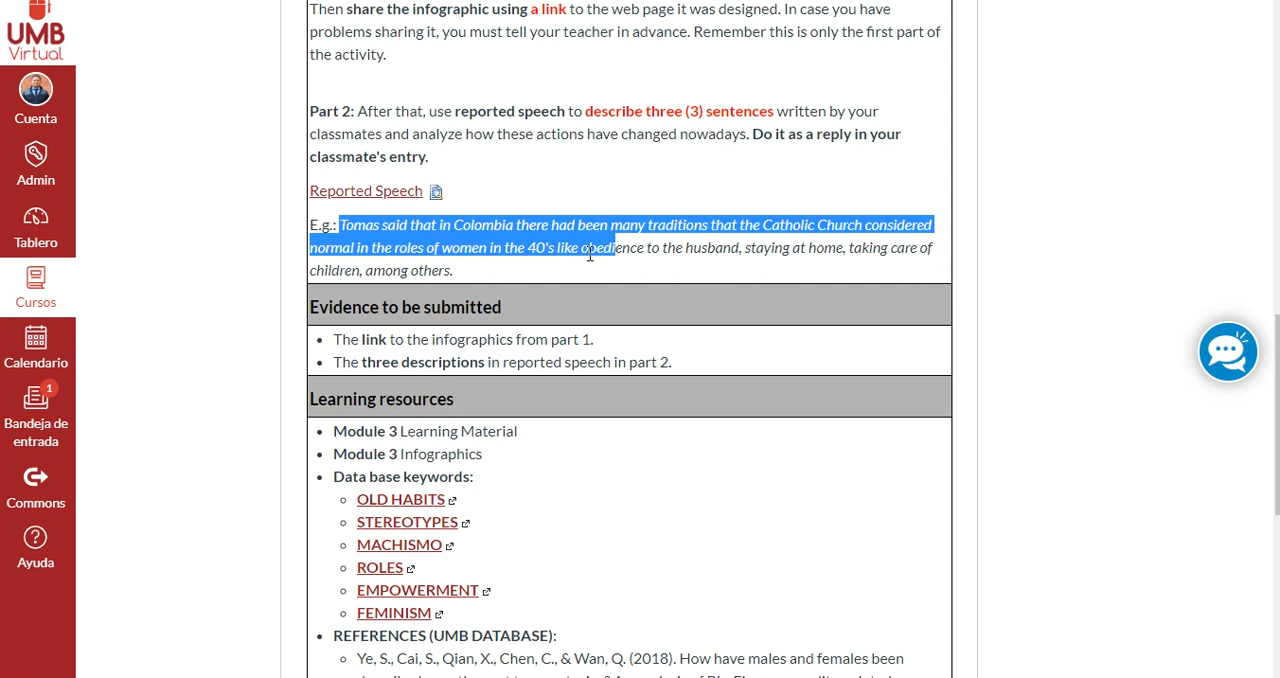 UMB
Virtual
Cuenta
Admin
Tablero
Cursos
Calendario
1
Bandeja de
entrada
Commons
Ayuda
Then share the infographic using a link to the web page it was designed. In case you have
problems sharing it, you must tell your teacher in advance. Remember this is only the first part of
the activity.
Part 2: After that, use reported speech to describe three (3) sentences written by your
classmates and analyze how these actions have changed nowadays. Do it as a reply in your
classmate's entry.
Reported Speech
E.g.: Tomas said that in Colombia there had been many traditions that the Catholic Church considered
normal in the roles of women in the 40's like obedience to the husband, staying at home, taking care of
children, among others.
Evidence to be submitted
• The link to the infographics from part 1.
• The three descriptions in reported speech in part 2.
Learning resources
• Module 3 Learning Material
• Module 3 Infographics
• Data base keywords:
◦ OLD HABITS
◦ STEREOTYPES
◦ MACHISMO
◦ ROLES
◦ EMPOWERMENT
◦ FEMINISM
• REFERENCES (UMB DATABASE):
◦ Ye, S., Cai, S., Qian, X., Chen, C., & Wan, Q. (2018). How have males and females been